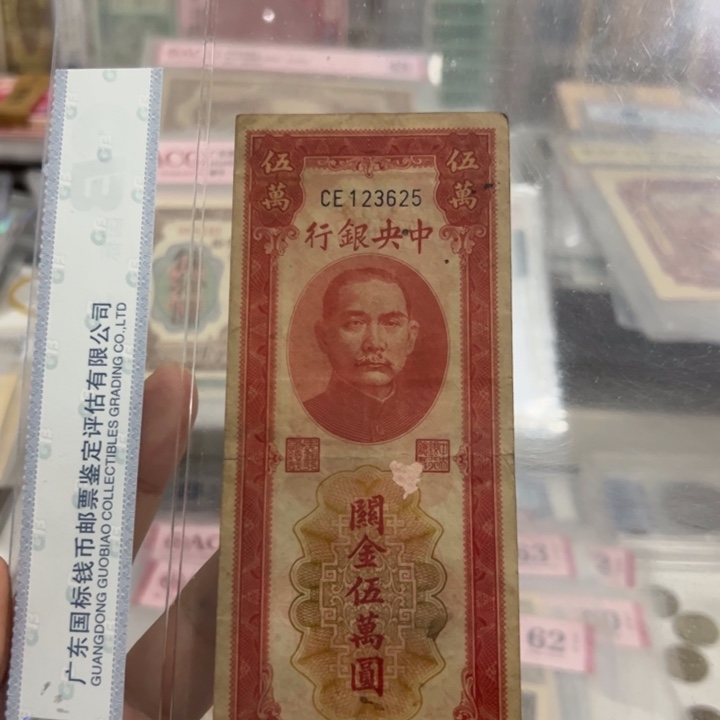 伍萬
伍萬
CE123625
行銀央中
關金伍萬圓
广东国标钱币邮票鉴定评估有限公司
GUANGDONG GUOBIAO COLLECTIBLES GRADING CO.,LTD
62